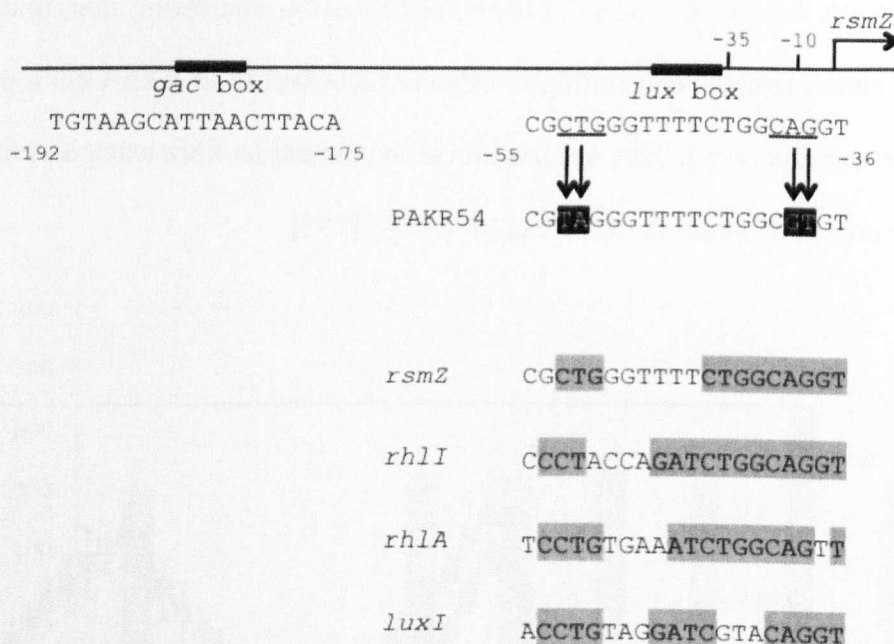 rsmZ
-35 -10
gac box lux box
TGTAAGCATTAACTTACA CGCTGGGTTTTCTGGCAGGT
-192 -175 -55 -36
PAKR54 CGTAGGGTTTTCTGGCGTGT
rsmZ CGCTGGGTTTTCTGGCAGGT
rhlI CCCTACCAGATCTGGCAGGT
rhlA TCCTGTGAAATCTGGCAGTT
luxI ACCTGTAGGATCGTACAGGT